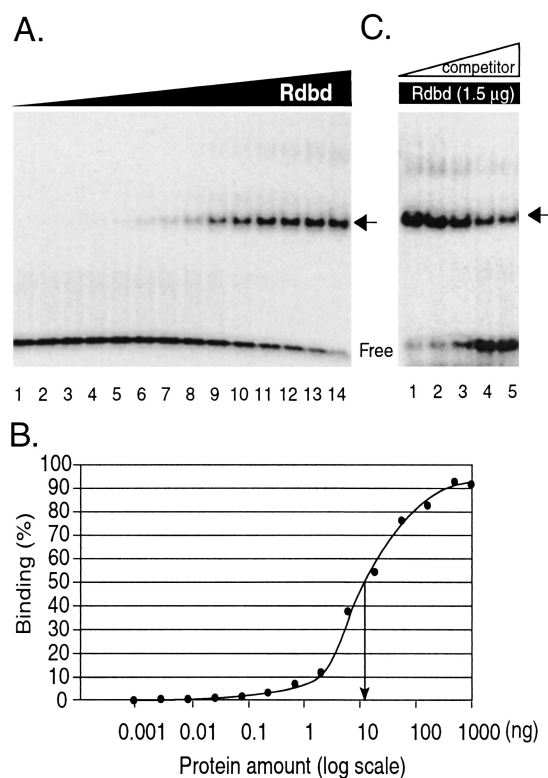 A.
Rdbd
1 2 3 4 5 6 7 8 9 10 11 12 13 14
C.
competitor
Rdbd (1.5 µg)
Free
1 2 3 4 5
B.
Binding (%)
100
90
80
70
60
50
40
30
20
10
0
0.001 0.01 0.1 1 10 100 1000 (ng)
Protein amount (log scale)